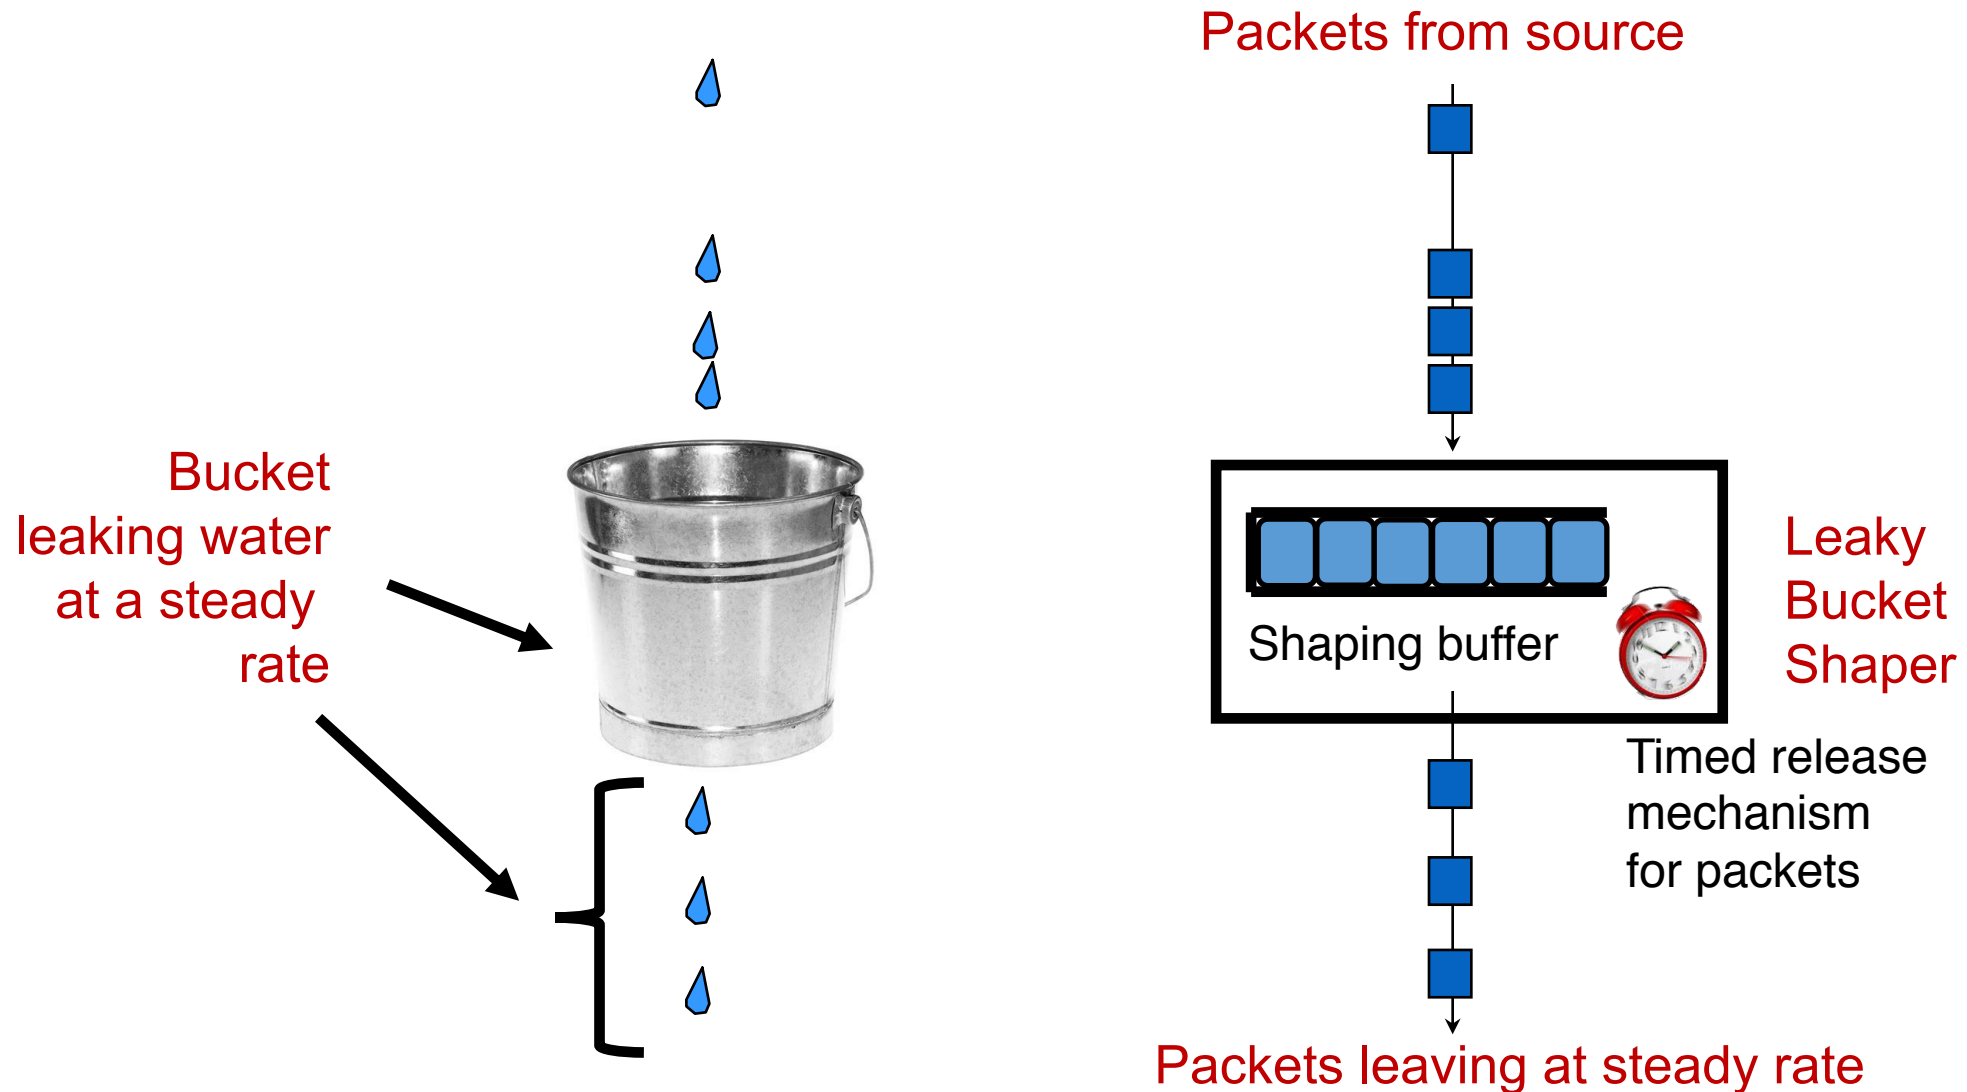 Packets from source
Bucket
leaking water
at a steady
rate
Shaping buffer
Leaky
Bucket
Shaper
Timed release
mechanism
for packets
Packets leaving at steady rate